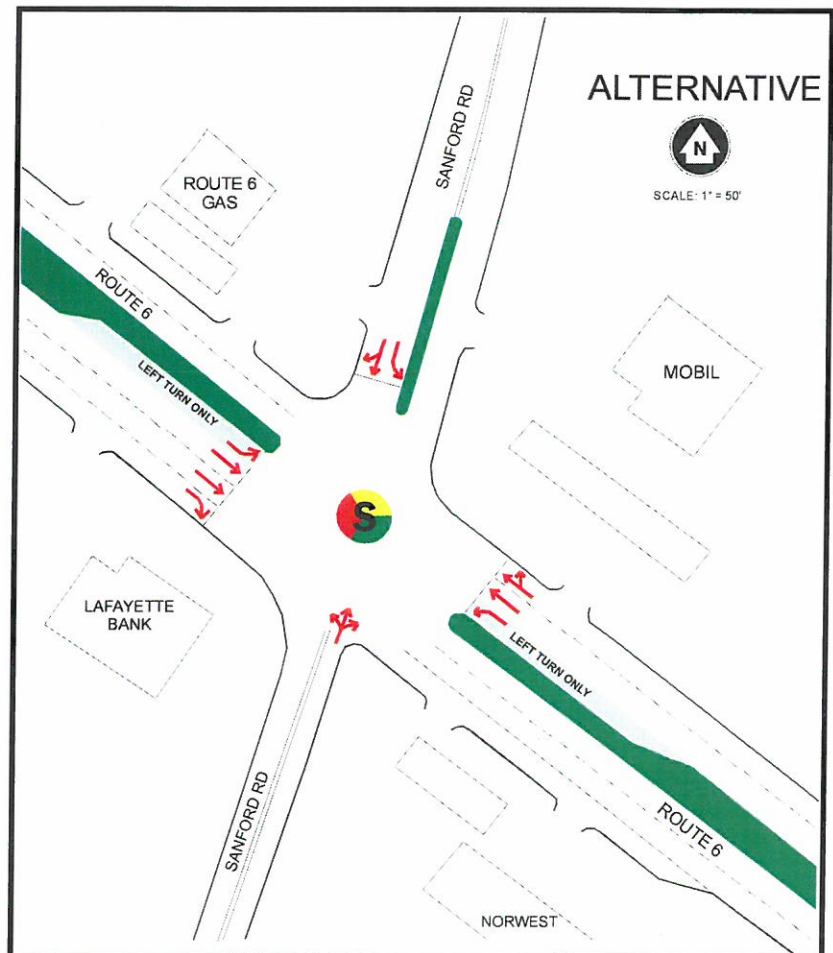 ALTERNATIVE
N
SCALE: 1" = 50'
SANFORD RD
ROUTE 6
GAS
ROUTE 6
LEFT TURN ONLY
MOBIL
S
LAFAYETTE
BANK
LEFT TURN ONLY
SANFORD RD
ROUTE 6
NORWEST